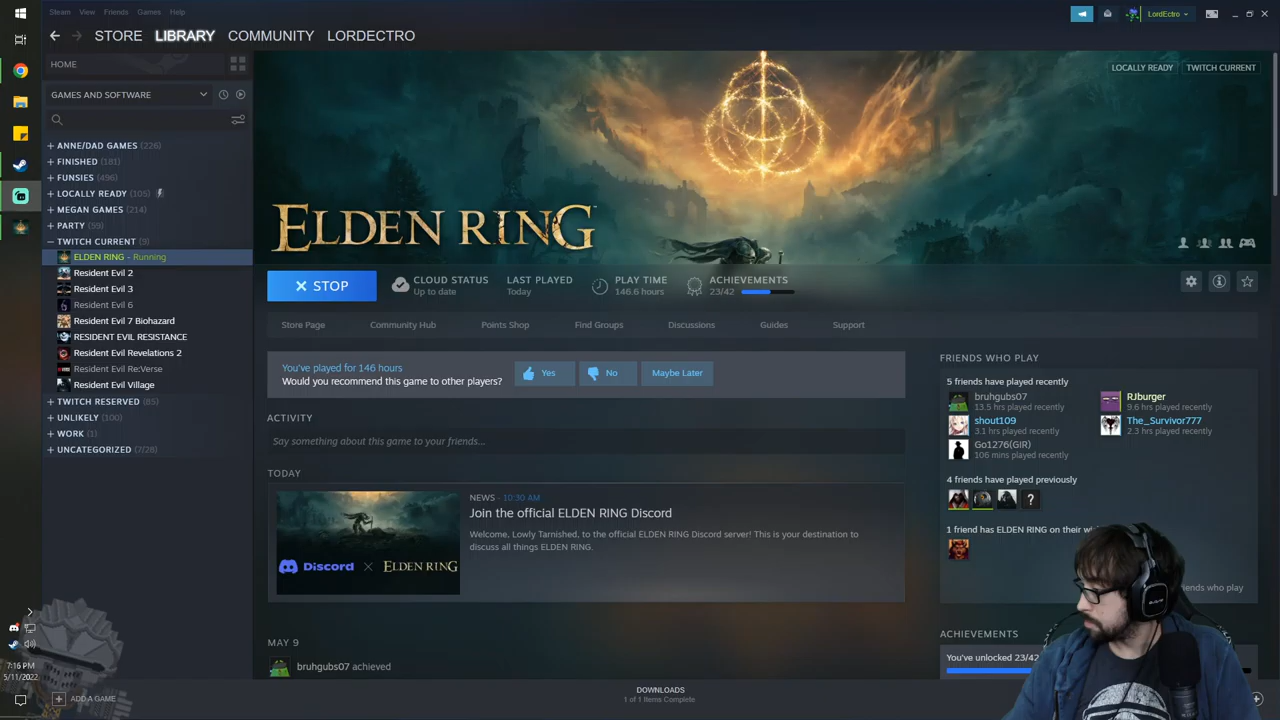 Steam View Friends Games Help
LordEctro
STORE LIBRARY COMMUNITY LORDECTRO
HOME
GAMES AND SOFTWARE
ANNE/DAD GAMES (226)
FINISHED (181)
FUNSIES (496)
LOCALLY READY (105)
MEGAN GAMES (214)
PARTY (59)
TWITCH CURRENT (9)
ELDEN RING - Running
Resident Evil 2
Resident Evil 3
Resident Evil 6
Resident Evil 7 Biohazard
RESIDENT EVIL RESISTANCE
Resident Evil Revelations 2
Resident Evil Re:Verse
Resident Evil Village
TWITCH RESERVED (85)
UNLIKELY (100)
WORK (1)
UNCATEGORIZED (7/28)
7:16 PM
5/11/2022
ADD A GAME
LOCALLY READY TWITCH CURRENT
ELDEN RING
STOP
CLOUD STATUS
Up to date
LAST PLAYED
Today
PLAY TIME
146.6 hours
ACHIEVEMENTS
23/42
Store Page Community Hub Points Shop Find Groups Discussions Guides Support
You've played for 146 hours
Would you recommend this game to other players?
Yes No Maybe Later
ACTIVITY
Say something about this game to your friends...
TODAY
NEWS - 10:30 AM
Join the official ELDEN RING Discord
Welcome, Lowly Tarnished, to the official ELDEN RING Discord server! This is your destination to
discuss all things ELDEN RING.
Discord X ELDEN RING
MAY 9
bruhgubs07 achieved
FRIENDS WHO PLAY
5 friends have played recently
bruhgubs07
13.5 hrs played recently
RJburger
9.6 hrs played recently
shout109
3.1 hrs played recently
The_Survivor777
2.3 hrs played recently
Go1276(GIR)
106 mins played recently
4 friends have played previously
?
1 friend has ELDEN RING on their
riends who play
ACHIEVEMENTS
You've unlocked 23/42
DOWNLOADS
1 of 1 Items Complete